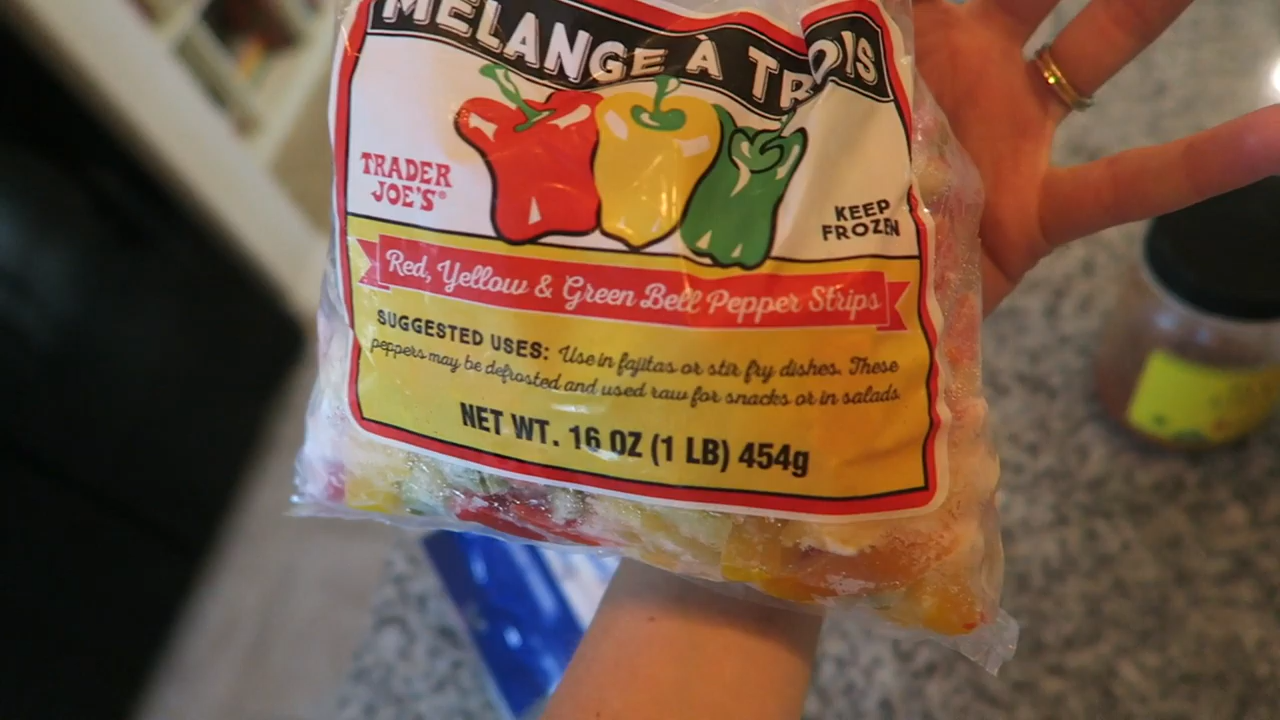 MÉLANGE À TROIS
TRADER
JOE'S®
KEEP
FROZEN
Red, Yellow & Green Bell Pepper Strips
SUGGESTED USES: Use in fajitas or stir fry dishes. These
peppers may be defrosted and used raw for snacks or in salads.
NET WT. 16 OZ (1 LB) 454g